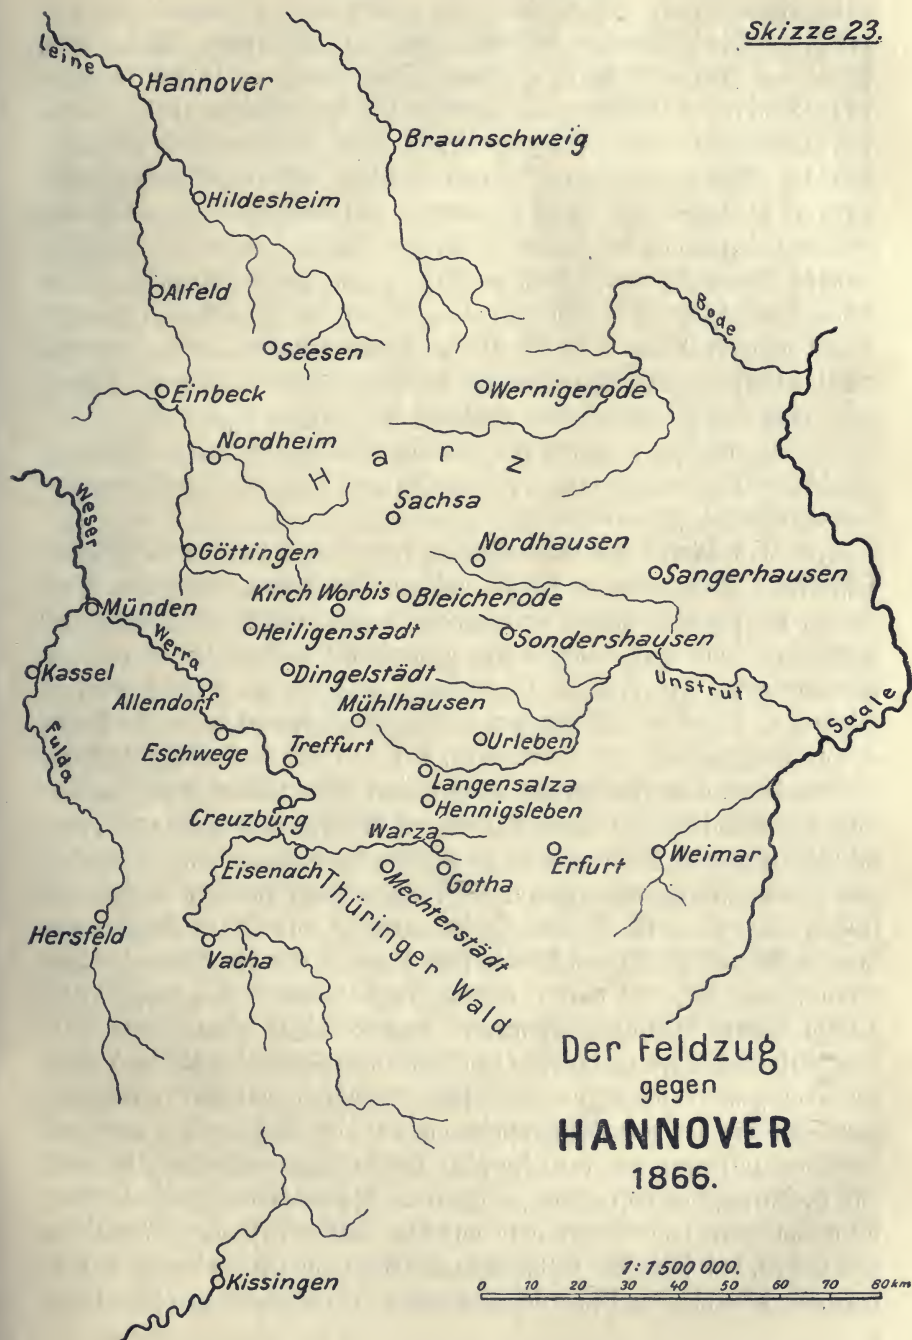 Skizze 23.
Leine
Hannover
Braunschweig
Hildesheim
Alfeld
Bode
Seesen
Einbeck
Wernigerode
Nordheim
Harz
Weser
Sachsa
Göttingen
Nordhausen
Sangerhausen
Kirch Worbis
Bleicherode
Münden
Heiligenstadt
Sondershausen
Werra
Kassel
Dingelstädt
Unstrut
Allendorf
Mühlhausen
Saale
Fulda
Eschwege
Treffurt
Urleben
Langensalza
Creuzburg
Hennigsleben
Warza
Eisenach
Erfurt
Weimar
Gotha
Mechterstädt
Thüringer Wald
Hersfeld
Vacha
Der Feldzug
gegen
HANNOVER
1866.
1:1500 000.
0 10 20 30 40 50 60 70 80 km
Kissingen